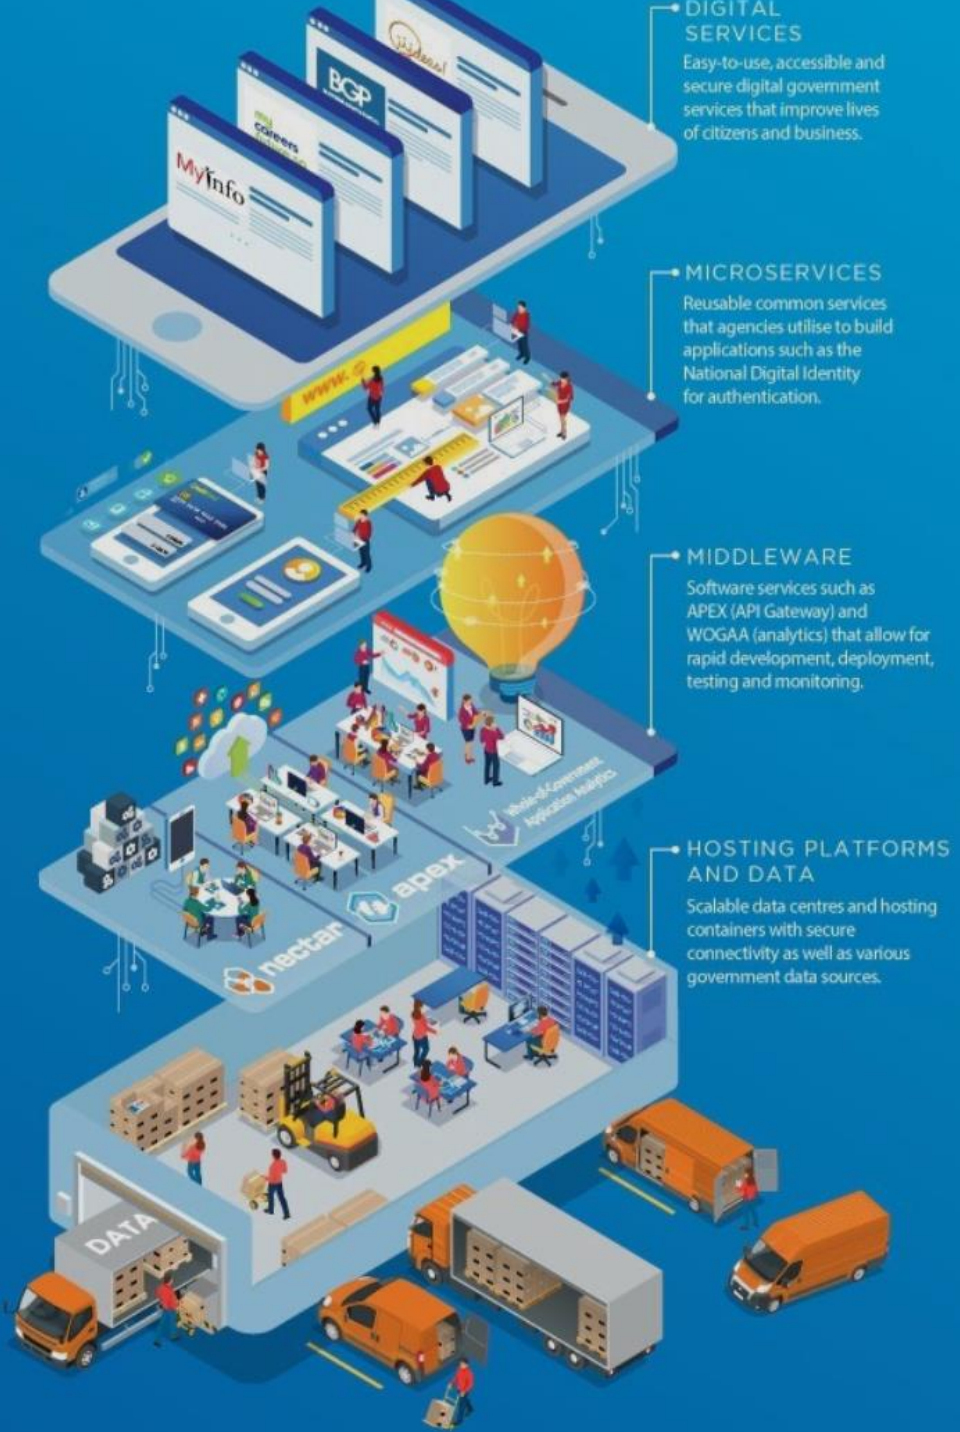 DIGITAL
SERVICES
Easy-to-use, accessible and
secure digital government
services that improve lives
of citizens and business.
ideas!
BGP
my
careers
MyInfo
MICROSERVICES
Reusable common services
that agencies utilise to build
applications such as the
National Digital Identity
for authentication.
www.@
MIDDLEWARE
Software services such as
APEX (API Gateway) and
WOGAA (analytics) that allow for
rapid development, deployment,
testing and monitoring.
Whole-of-Government
Application Analytics
apex
nectar
HOSTING PLATFORMS
AND DATA
Scalable data centres and hosting
containers with secure
connectivity as well as various
government data sources.
DATA